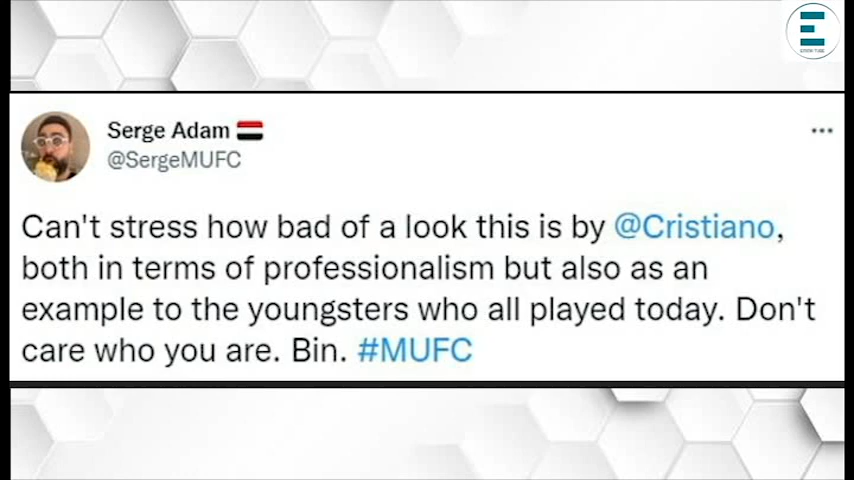 E
Serge Adam
@SergeMUFC
Can't stress how bad of a look this is by @Cristiano,
both in terms of professionalism but also as an
example to the youngsters who all played today. Don't
care who you are. Bin. #MUFC